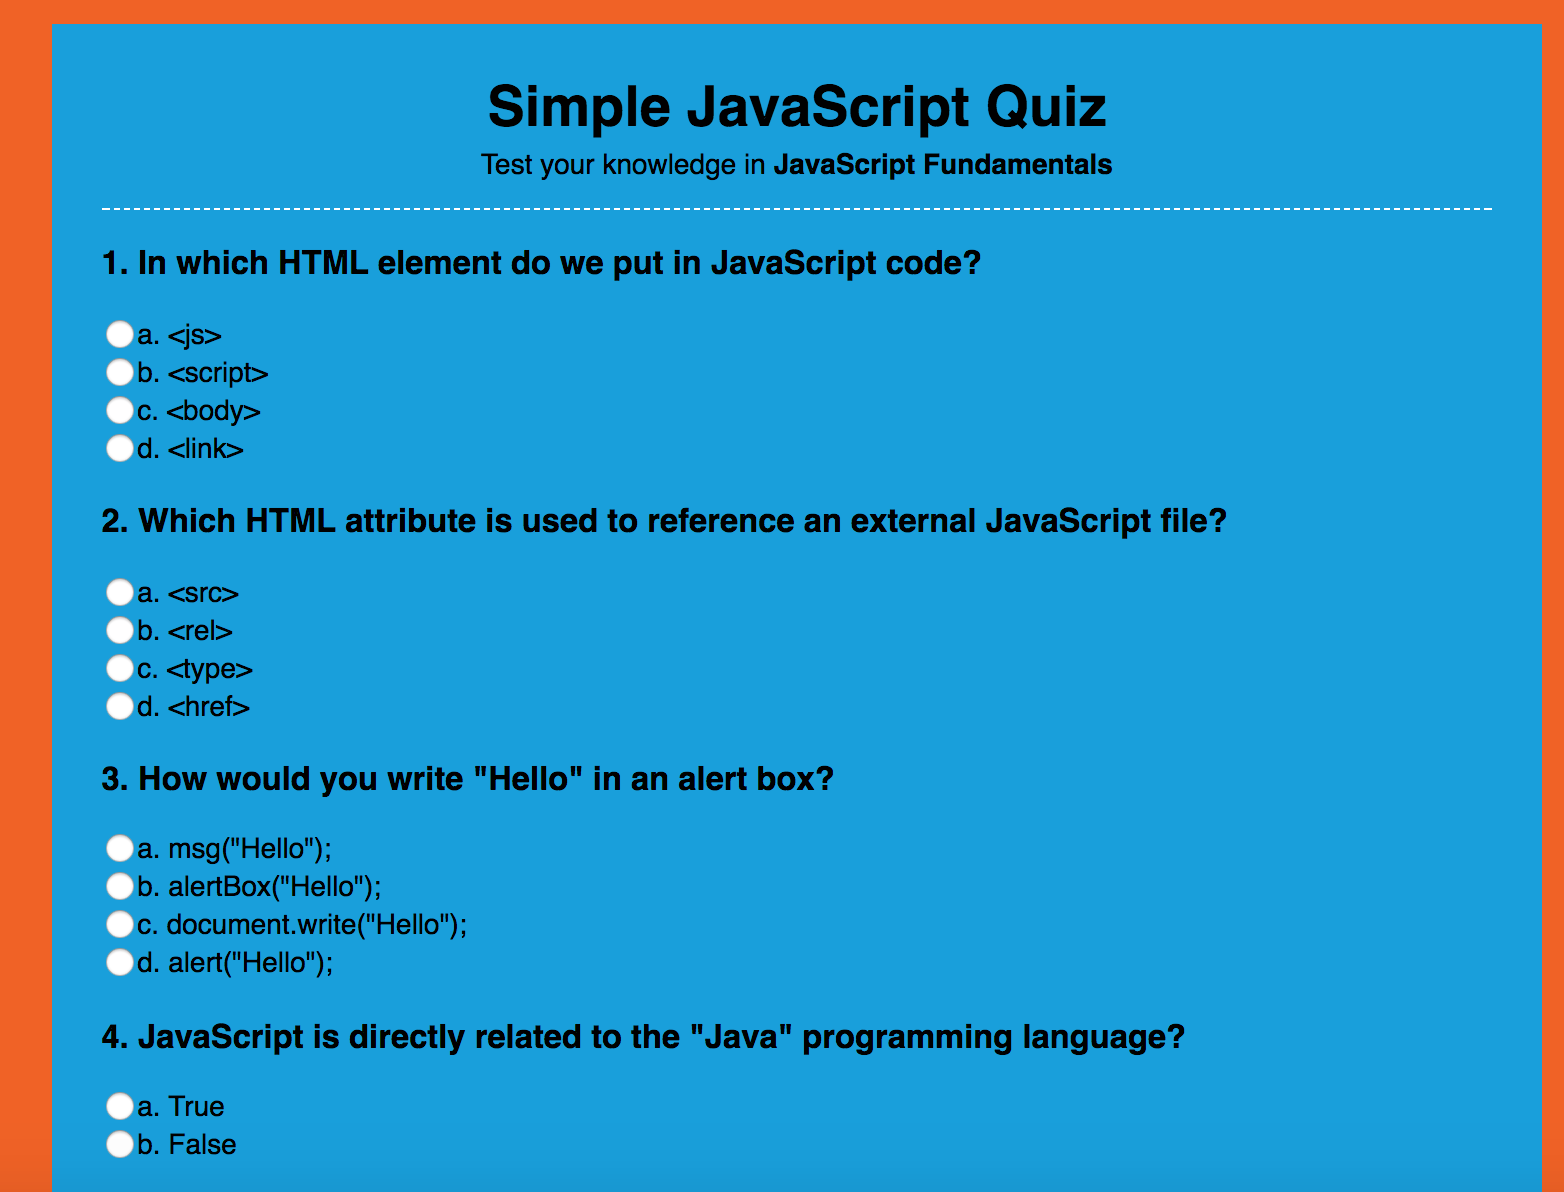 Simple JavaScript Quiz
Test your knowledge in JavaScript Fundamentals
1. In which HTML element do we put in JavaScript code?
a. <js>
b. <script>
c. <body>
d. <link>
2. Which HTML attribute is used to reference an external JavaScript file?
a. <src>
b. <rel>
c. <type>
d. <href>
3. How would you write "Hello" in an alert box?
a. msg("Hello");
b. alertBox("Hello");
c. document.write("Hello");
d. alert("Hello");
4. JavaScript is directly related to the "Java" programming language?
a. True
b. False